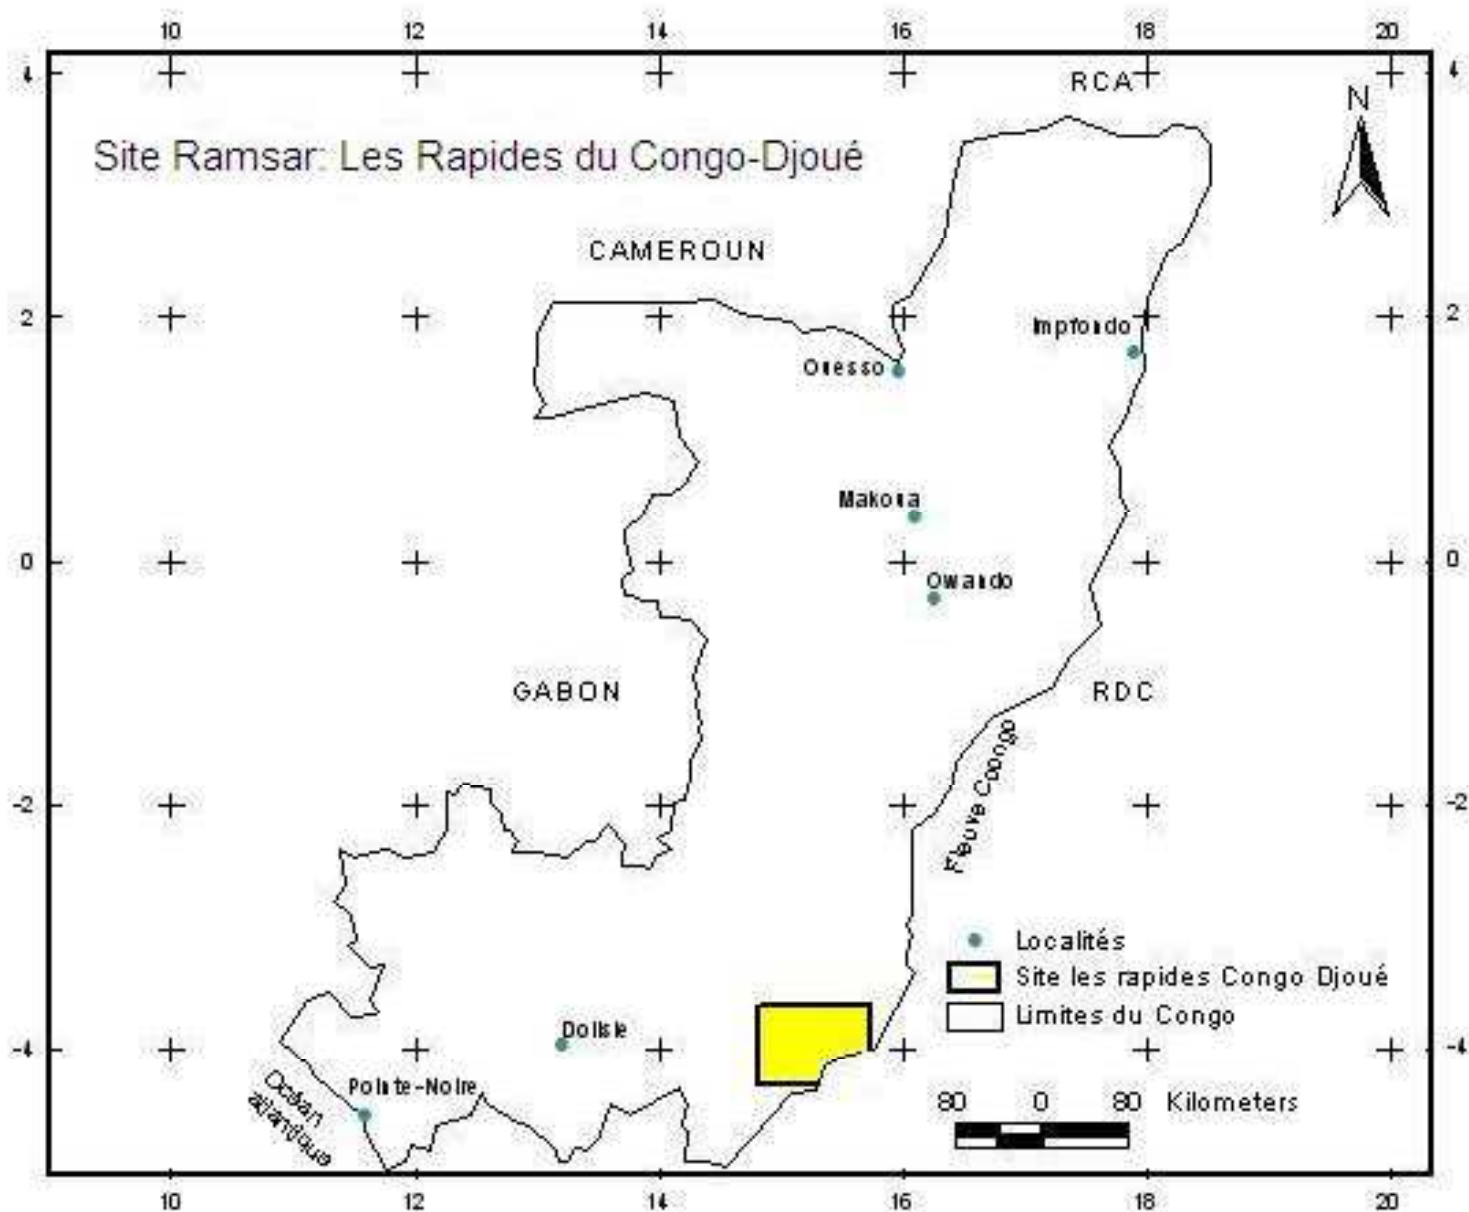 10 12 14 16 18 20
4 RCA 4
N
Site Ramsar: Les Rapides du Congo-Djoué
CAMEROUN
2 Impfondo 2
Ouesso
Makoua
0 0
Owando
GABON RDC
Fleuve Coongo
-2 -2
Localités
Site les rapides Congo Djoué
Limites du Congo
Dolisie
-4 -4
Pointe-Noire
Océan
atlantique
80 0 80 Kilometers
10 12 14 16 18 20